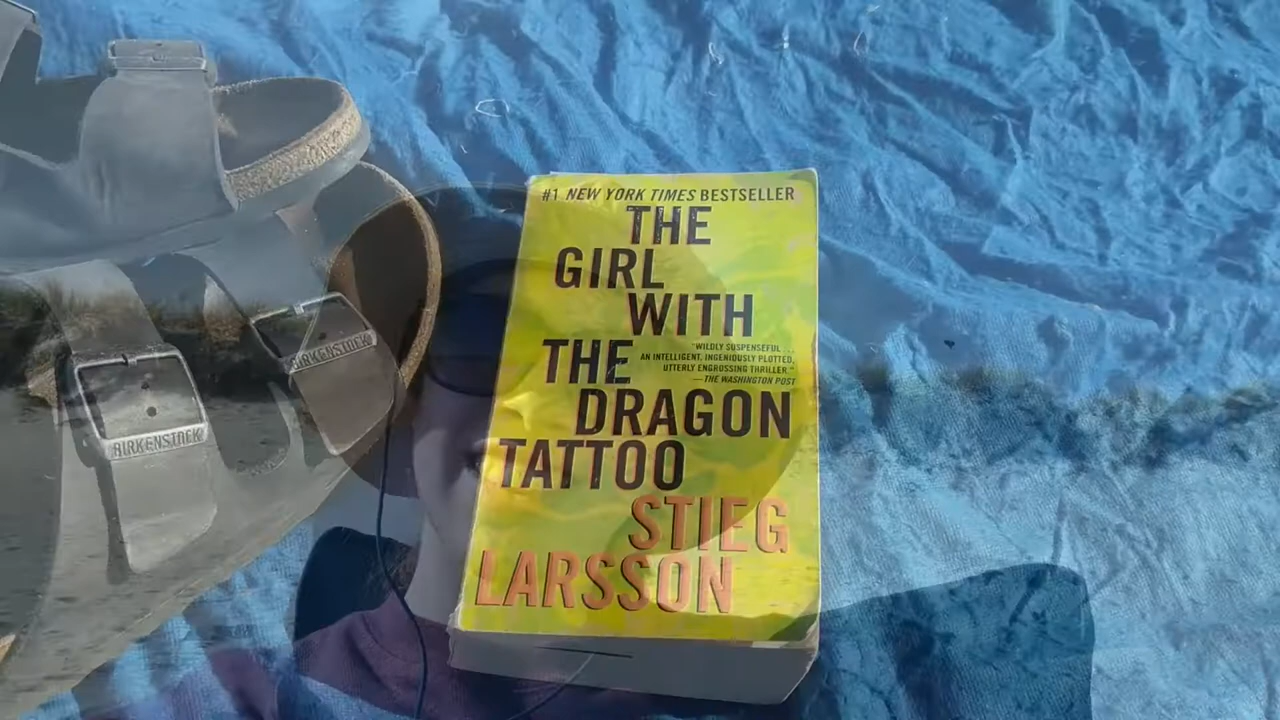 #1 NEW YORK TIMES BESTSELLER
THE
GIRL
WITH
"WILDLY SUSPENSEFUL ...
AN INTELLIGENT, INGENIOUSLY PLOTTED,
UTTERLY ENGROSSING THRILLER."
—THE WASHINGTON POST
THE
DRAGON
TATTOO
STIEG
LARSSON
BIRKENSTOCK
BIRKENSTOCK